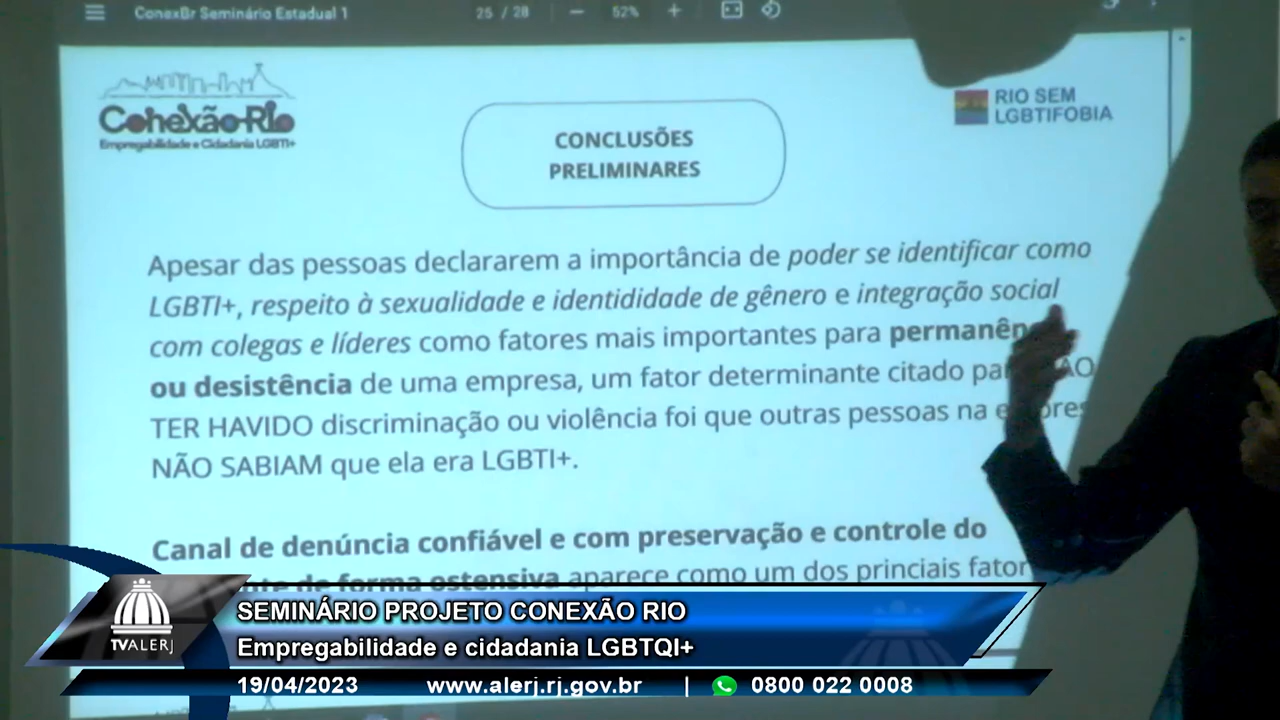 ConexBr Seminário Estadual 1
25 / 28
52%
Conexão Rio
Empregabilidade e Cidadania LGBTI+
RIO SEM
LGBTIFOBIA
CONCLUSÕES
PRELIMINARES
Apesar das pessoas declararem a importância de poder se identificar como
LGBTI+, respeito à sexualidade e identididade de gênero e integração social
com colegas e líderes como fatores mais importantes para
ou desistência de uma empresa, um fator determinante citado
TER HAVIDO discriminação ou violência foi que outras pessoas na
NÃO SABIAM que ela era LGBTI+.
Canal de denúncia confiável e com preservação e controle do
de forma ostensiva aparece como um dos princiais
TVALERJ
SEMINÁRIO PROJETO CONEXÃO RIO
Empregabilidade e cidadania LGBTQI+
19/04/2023 www.alerj.rj.gov.br | 0800 022 0008